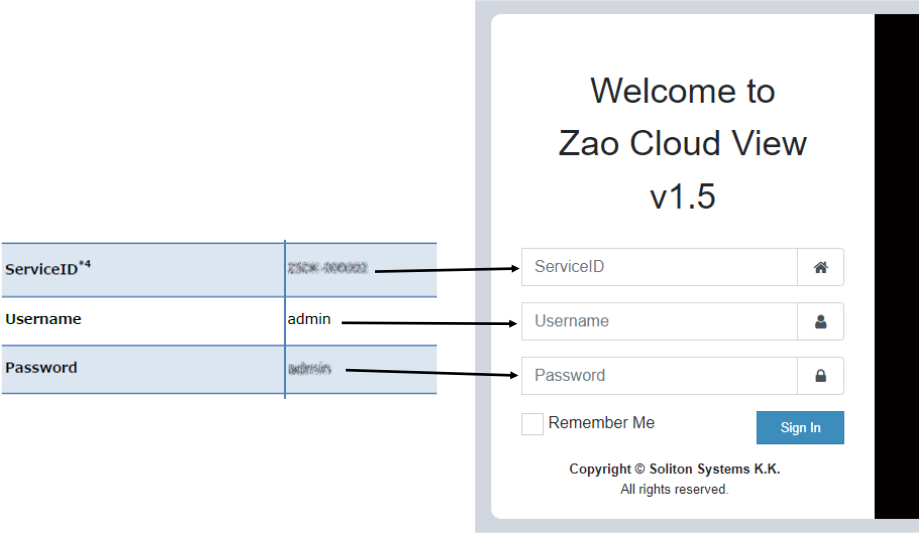 Welcome to
Zao Cloud View
v1.5
ServiceID*4
ServiceID
Username
admin
Username
Password
Password
Remember Me
Sign In
Copyright © Soliton Systems K.K.
All rights reserved.